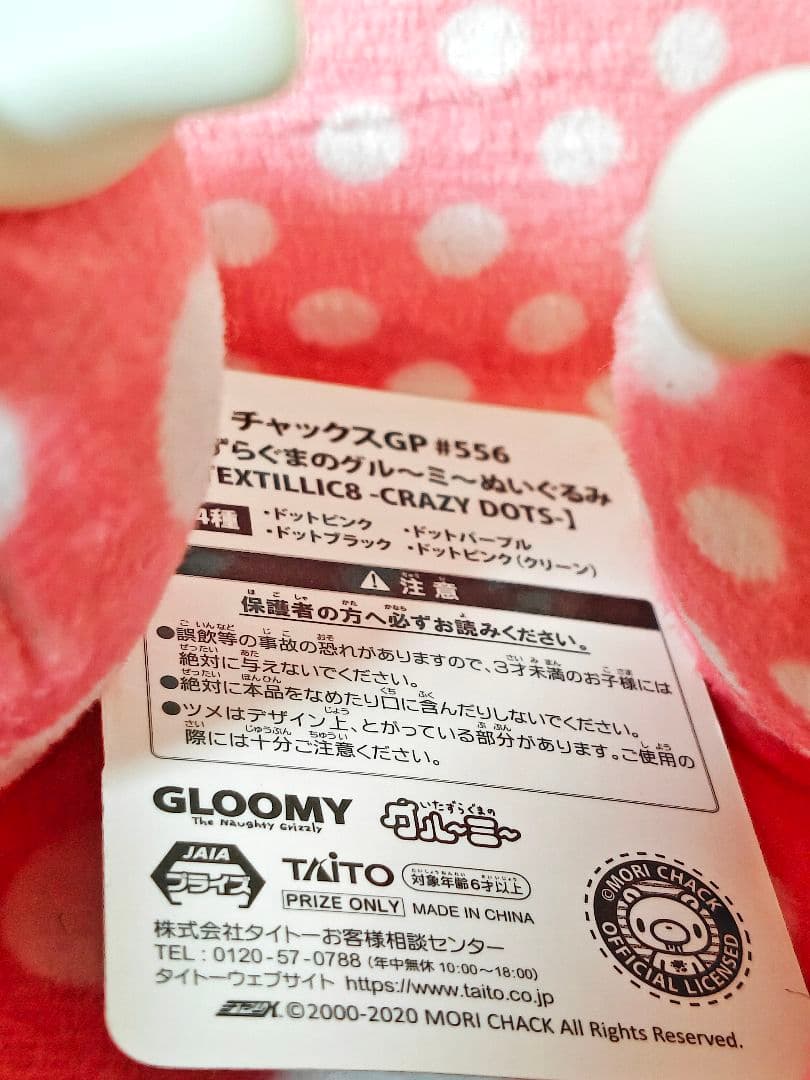 チャックスGP #556
ずらぐまのグル〜ミ〜ぬいぐるみ
EXTILLIC8 -CRAZY DOTS-】
4種 ・ドットピンク ・ドットパープル
・ドットブラック ・ドットピンク(クリーン)
⚠ 注意
保護者の方へ必ずお読みください。
●誤飲等の事故の恐れがありますので、3才未満のお子様には
絶対に与えないでください。
●絶対に本品をなめたり口に含んだりしないでください。
●ツメはデザイン上、とがっている部分があります。ご使用の
際には十分ご注意ください。
GLOOMY
The Naughty Grizzly
いたずらぐまの
グル〜ミ〜
JAIA
プライズ
TAITO 対象年齢6才以上
PRIZE ONLY MADE IN CHINA
©MORI CHACK
OFFICIAL LICENSED
株式会社タイトーお客様相談センター
TEL : 0120-57-0788 (年中無休 10:00〜18:00)
タイトーウェブサイト https://www.taito.co.jp
©2000-2020 MORI CHACK All Rights Reserved.